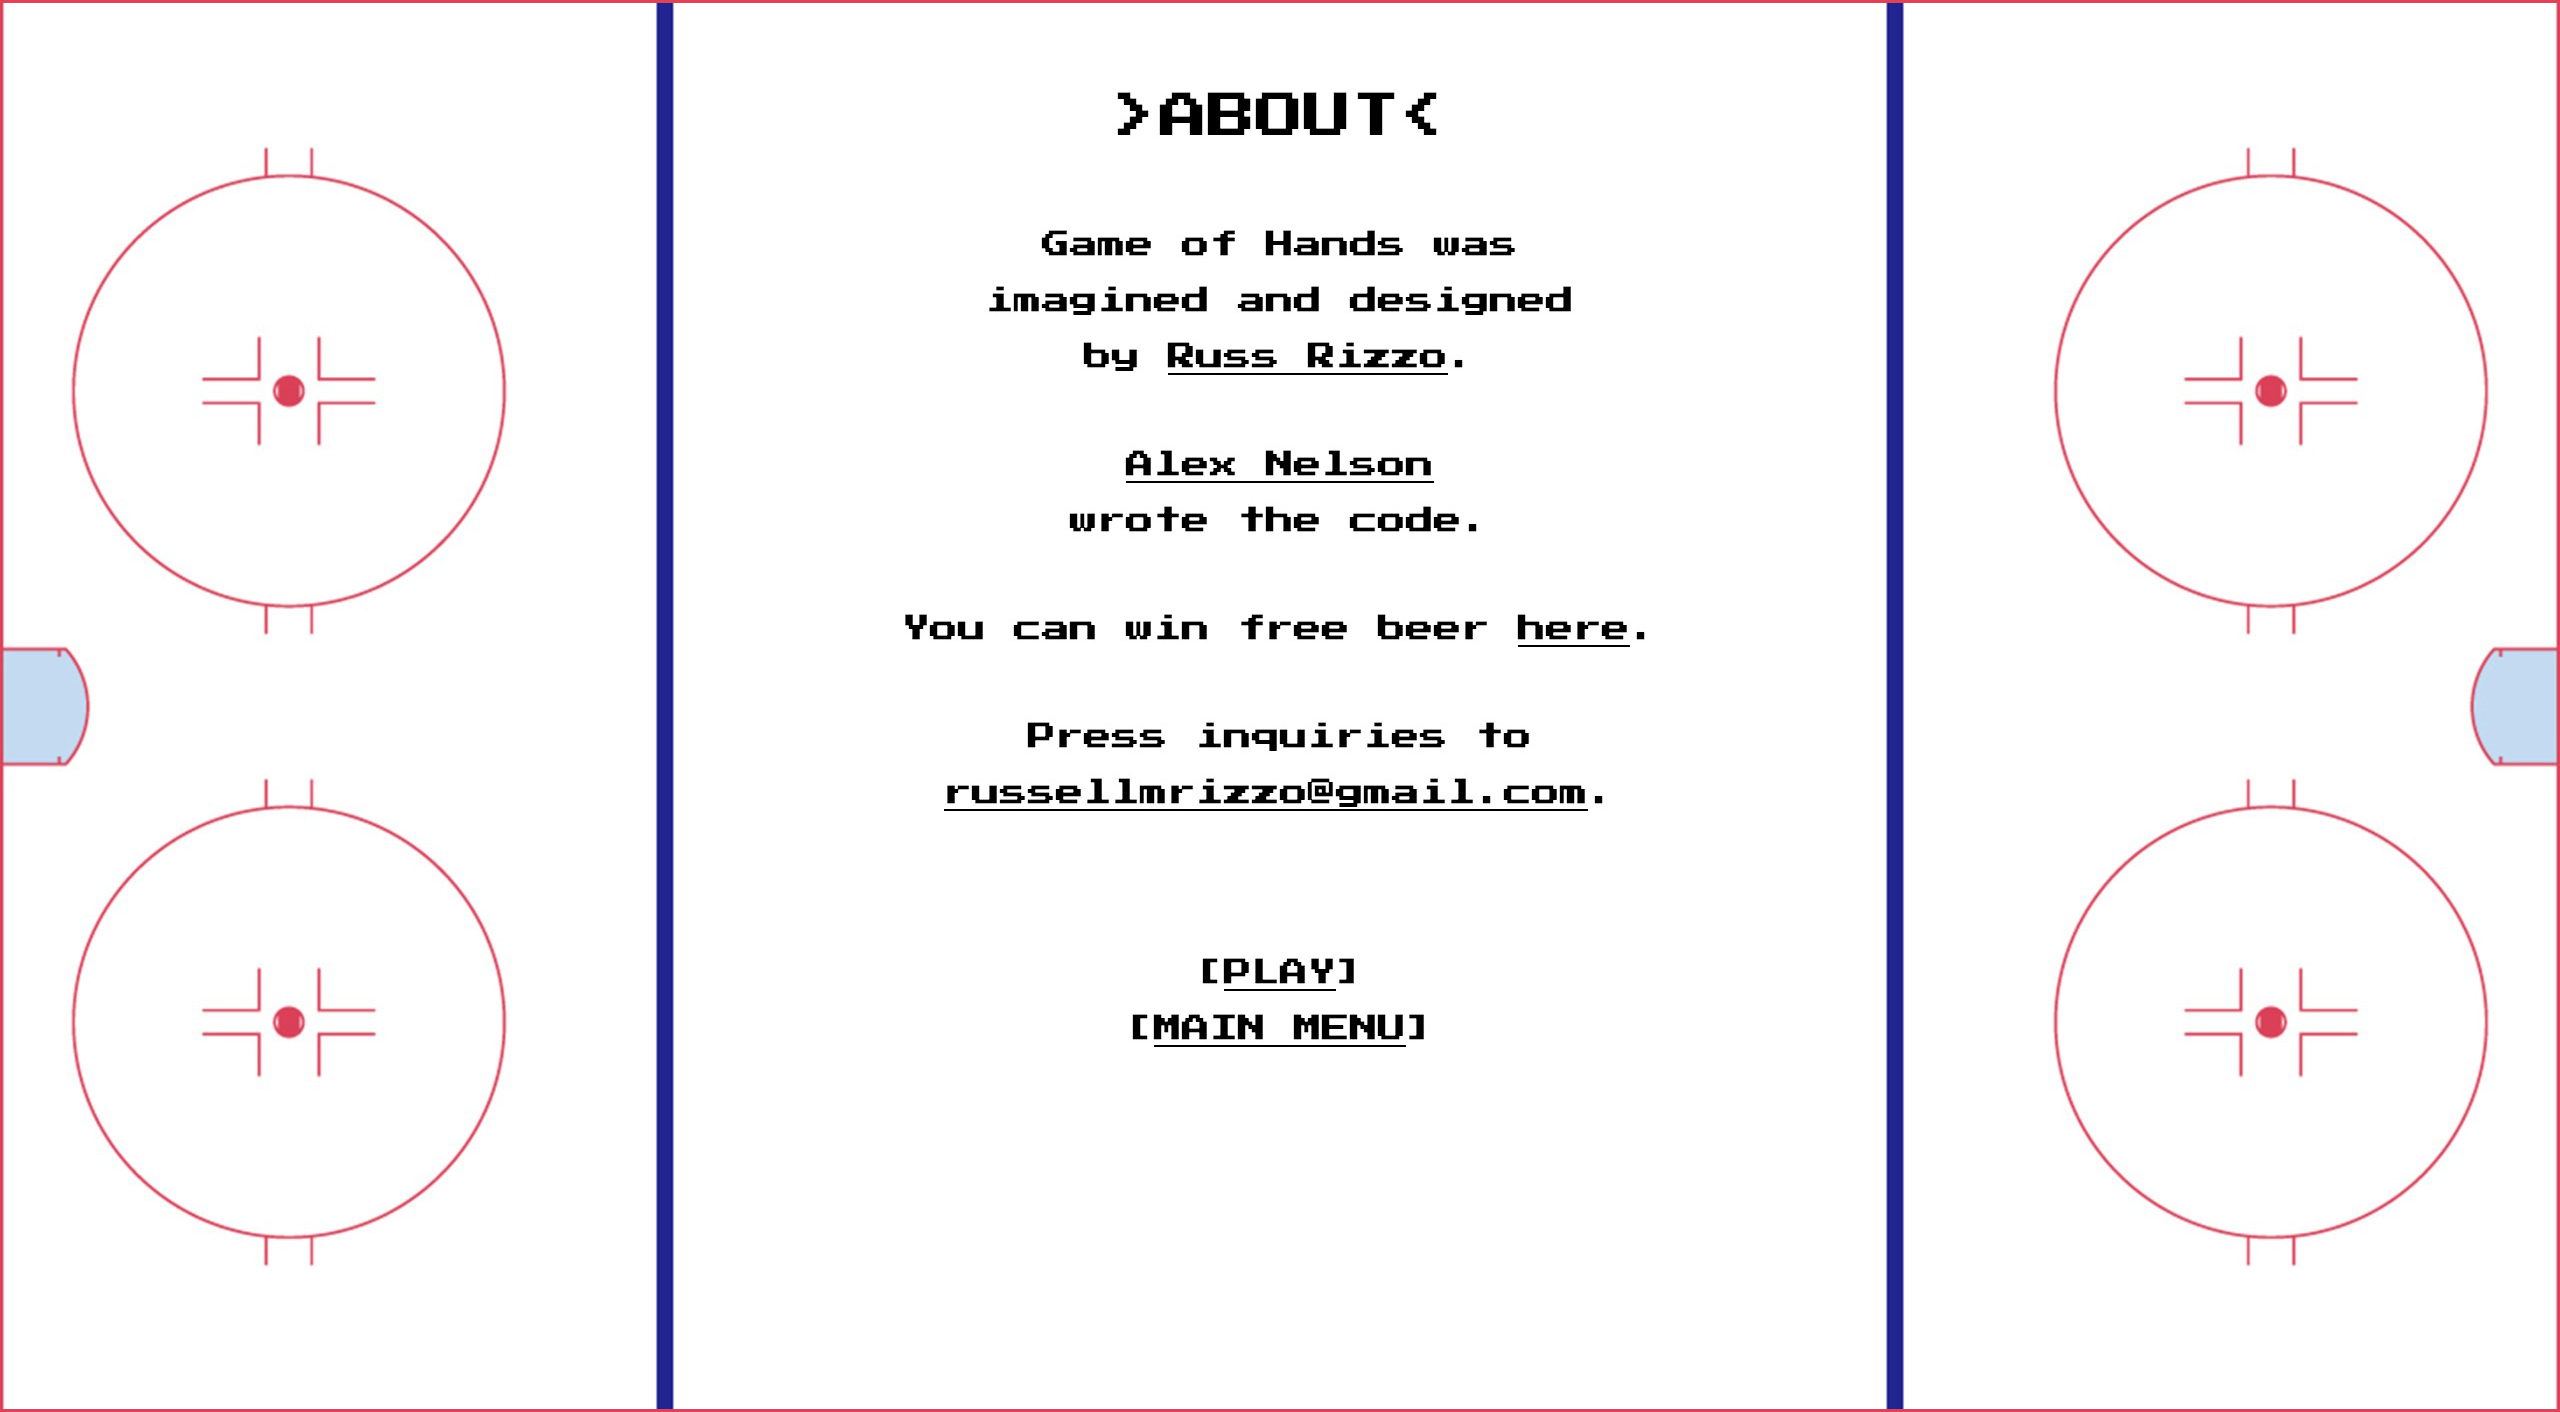 >ABOUT<
Game of Hands was
imagined and designed
by Russ Rizzo.
Alex Nelson
wrote the code.
You can win free beer here.
Press inquiries to
russellmrizzo@gmail.com.
[PLAY]
[MAIN MENU]